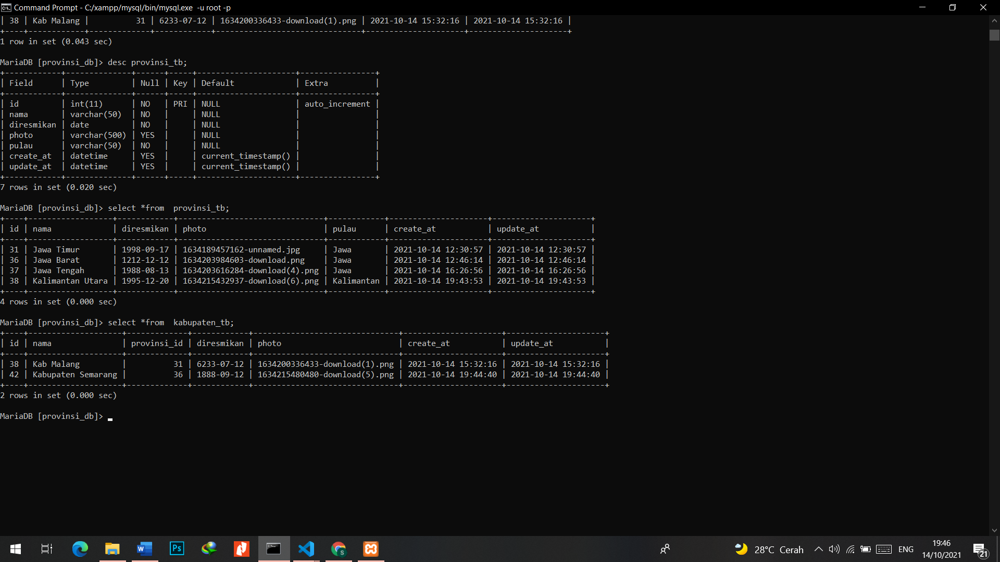 Command Prompt - C:/xampp/mysql/bin/mysql.exe  -u root -p
| 38 | Kab Malang |          31 | 6233-07-12 | 1634200336433-download(1).png | 2021-10-14 15:32:16 | 2021-10-14 15:32:16 |
+----+------------+-------------+------------+-------------------------------+---------------------+---------------------+
1 row in set (0.043 sec)

MariaDB [provinsi_db]> desc provinsi_tb;
+------------+--------------+------+-----+---------------------+----------------+
| Field      | Type         | Null | Key | Default             | Extra          |
+------------+--------------+------+-----+---------------------+----------------+
| id         | int(11)      | NO   | PRI | NULL                | auto_increment |
| nama       | varchar(50)  | NO   |     | NULL                |                |
| diresmikan | date         | NO   |     | NULL                |                |
| photo      | varchar(500) | YES  |     | NULL                |                |
| pulau      | varchar(50)  | NO   |     | NULL                |                |
| create_at  | datetime     | YES  |     | current_timestamp() |                |
| update_at  | datetime     | YES  |     | current_timestamp() |                |
+------------+--------------+------+-----+---------------------+----------------+
7 rows in set (0.020 sec)

MariaDB [provinsi_db]> select *from  provinsi_tb;
+----+------------------+------------+-------------------------------+------------+---------------------+---------------------+
| id | nama             | diresmikan | photo                         | pulau      | create_at           | update_at           |
+----+------------------+------------+-------------------------------+------------+---------------------+---------------------+
| 31 | Jawa Timur       | 1998-09-17 | 1634189457162-unnamed.jpg     | Jawa       | 2021-10-14 12:30:57 | 2021-10-14 12:30:57 |
| 36 | Jawa Barat       | 1212-12-12 | 1634203984603-download.png    | Jawa       | 2021-10-14 12:46:14 | 2021-10-14 12:46:14 |
| 37 | Jawa Tengah      | 1988-08-13 | 1634203616284-download(4).png | Jawa       | 2021-10-14 16:26:56 | 2021-10-14 16:26:56 |
| 38 | Kalimantan Utara | 1995-12-20 | 1634215432937-download(6).png | Kalimantan | 2021-10-14 19:43:53 | 2021-10-14 19:43:53 |
+----+------------------+------------+-------------------------------+------------+---------------------+---------------------+
4 rows in set (0.000 sec)

MariaDB [provinsi_db]> select *from  kabupaten_tb;
+----+--------------------+-------------+------------+-------------------------------+---------------------+---------------------+
| id | nama               | provinsi_id | diresmikan | photo                         | create_at           | update_at           |
+----+--------------------+-------------+------------+-------------------------------+---------------------+---------------------+
| 38 | Kab Malang         |          31 | 6233-07-12 | 1634200336433-download(1).png | 2021-10-14 15:32:16 | 2021-10-14 15:32:16 |
| 42 | Kabupaten Semarang |          36 | 1888-09-12 | 1634215480480-download(5).png | 2021-10-14 19:44:40 | 2021-10-14 19:44:40 |
+----+--------------------+-------------+------------+-------------------------------+---------------------+---------------------+
2 rows in set (0.000 sec)

MariaDB [provinsi_db]> _
28°C Cerah
ENG
19:46
14/10/2021
21